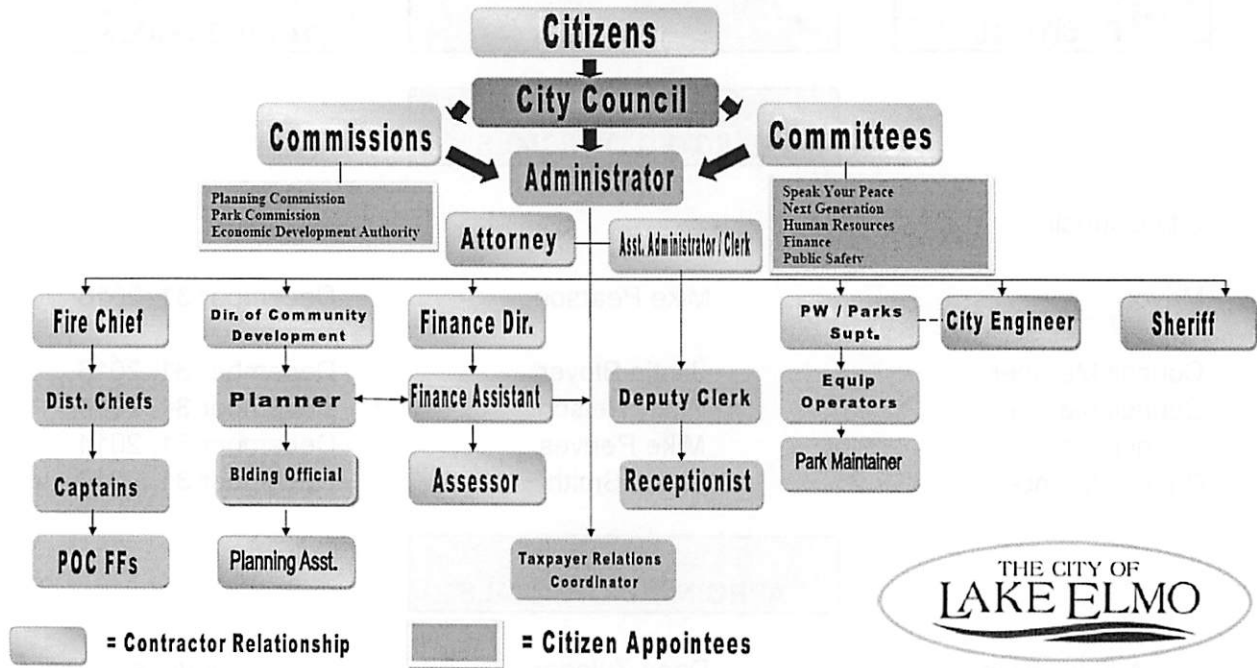 Citizens
City Council
Commissions
Committees
Administrator
Planning Commission
Park Commission
Economic Development Authority
Speak Your Peace
Next Generation
Human Resources
Finance
Public Safety
Attorney
Asst. Administrator / Clerk
Fire Chief
Dir. of Community
Development
Finance Dir.
PW / Parks
Supt.
City Engineer
Sheriff
Dist. Chiefs
Planner
Finance Assistant
Deputy Clerk
Equip
Operators
Captains
Blding Official
Assessor
Receptionist
Park Maintainer
POC FFs
Planning Asst.
Taxpayer Relations
Coordinator
THE CITY OF
LAKE ELMO
= Contractor Relationship
= Citizen Appointees